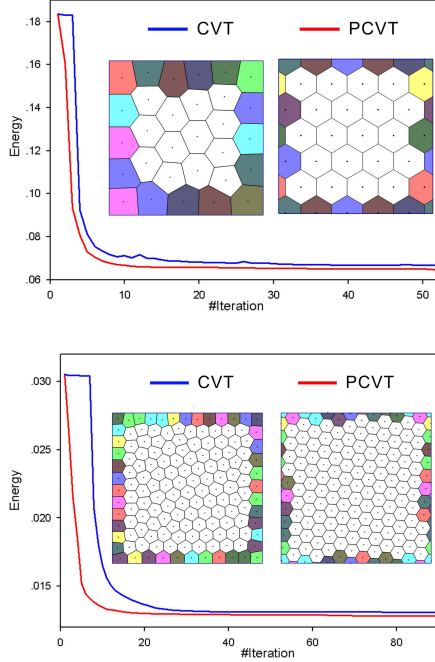 .18
CVT PCVT
.16
.14
Energy
.12
.10
.08
.06
0 10 20 30 40 50
#Iteration
CVT PCVT
.030
.025
Energy
.020
.015
0 20 40 60 80
#Iteration